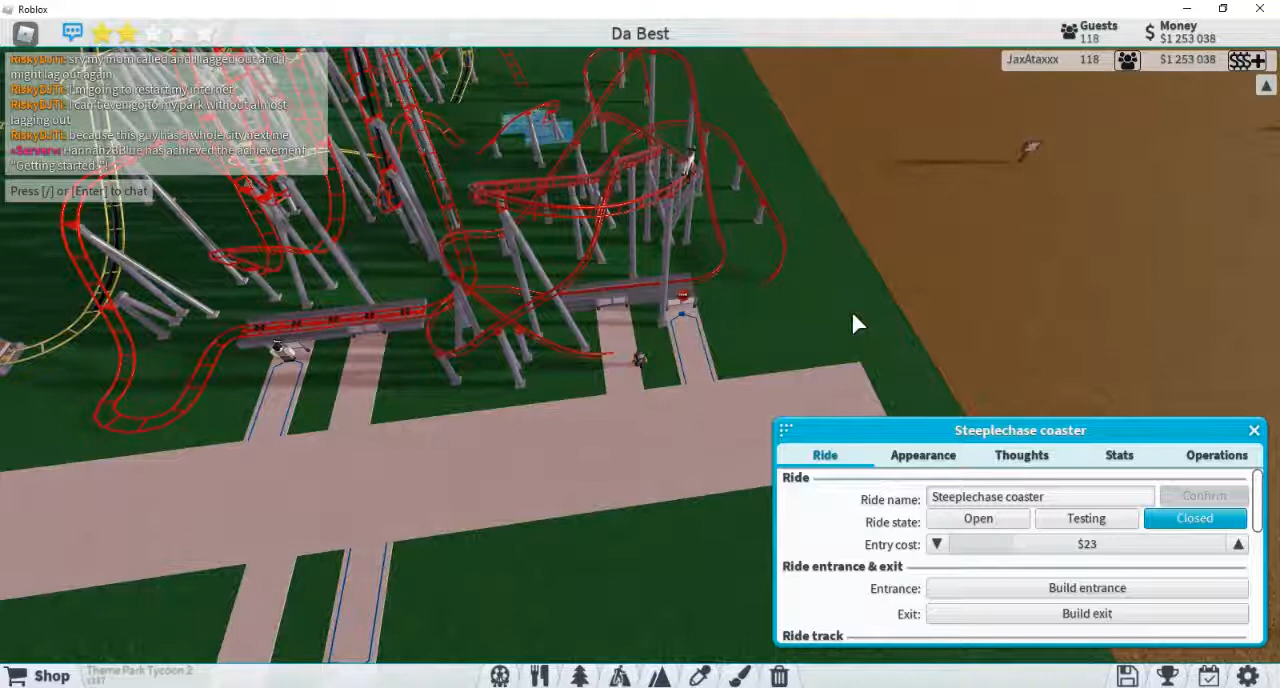 Roblox
Da Best
Guests
118
Money
$1 253 038
JaxAtaxxx 118 $1 253 038 $$$+
RiskyDJTi: sry my mom called and i lagged out and i
might lag out again
RiskyDJTi: I'm going to restart my internet
RiskyDJTi: I can't even go to my park without almost
lagging out
RiskyDJTi: because this guy has a whole city next me
<Server>: Hannah28Blue has achieved the achievement
"Getting started"!
Press [/] or [Enter] to chat
Steeplechase coaster
Ride Appearance Thoughts Stats Operations
Ride
Ride name: Steeplechase coaster Confirm
Ride state: Open Testing Closed
Entry cost: $23
Ride entrance & exit
Entrance: Build entrance
Exit: Build exit
Ride track
Shop
Theme Park Tycoon 2